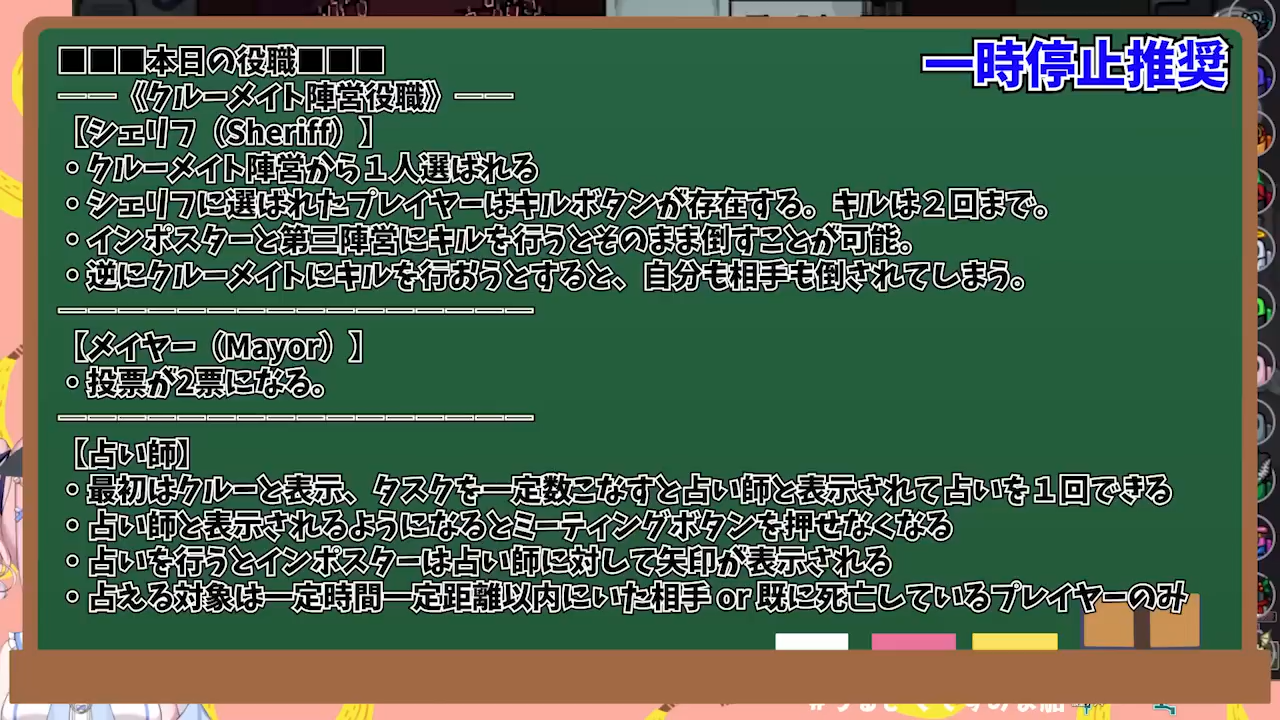 ■■■本日の役職■■■
一時停止推奨
――《クルーメイト陣営役職》――
【シェリフ（Sheriff）】
・クルーメイト陣営から１人選ばれる
・シェリフに選ばれたプレイヤーはキルボタンが存在する。キルは２回まで。
・インポスターと第三陣営にキルを行うとそのまま倒すことが可能。
・逆にクルーメイトにキルを行おうとすると、自分も相手も倒されてしまう。
――――――――――――――――
【メイヤー（Mayor）】
・投票が2票になる。
――――――――――――――――
【占い師】
・最初はクルーと表示、タスクを一定数こなすと占い師と表示されて占いを１回できる
・占い師と表示されるようになるとミーティングボタンを押せなくなる
・占いを行うとインポスターは占い師に対して矢印が表示される
・占える対象は一定時間一定距離以内にいた相手 or 既に死亡しているプレイヤーのみ